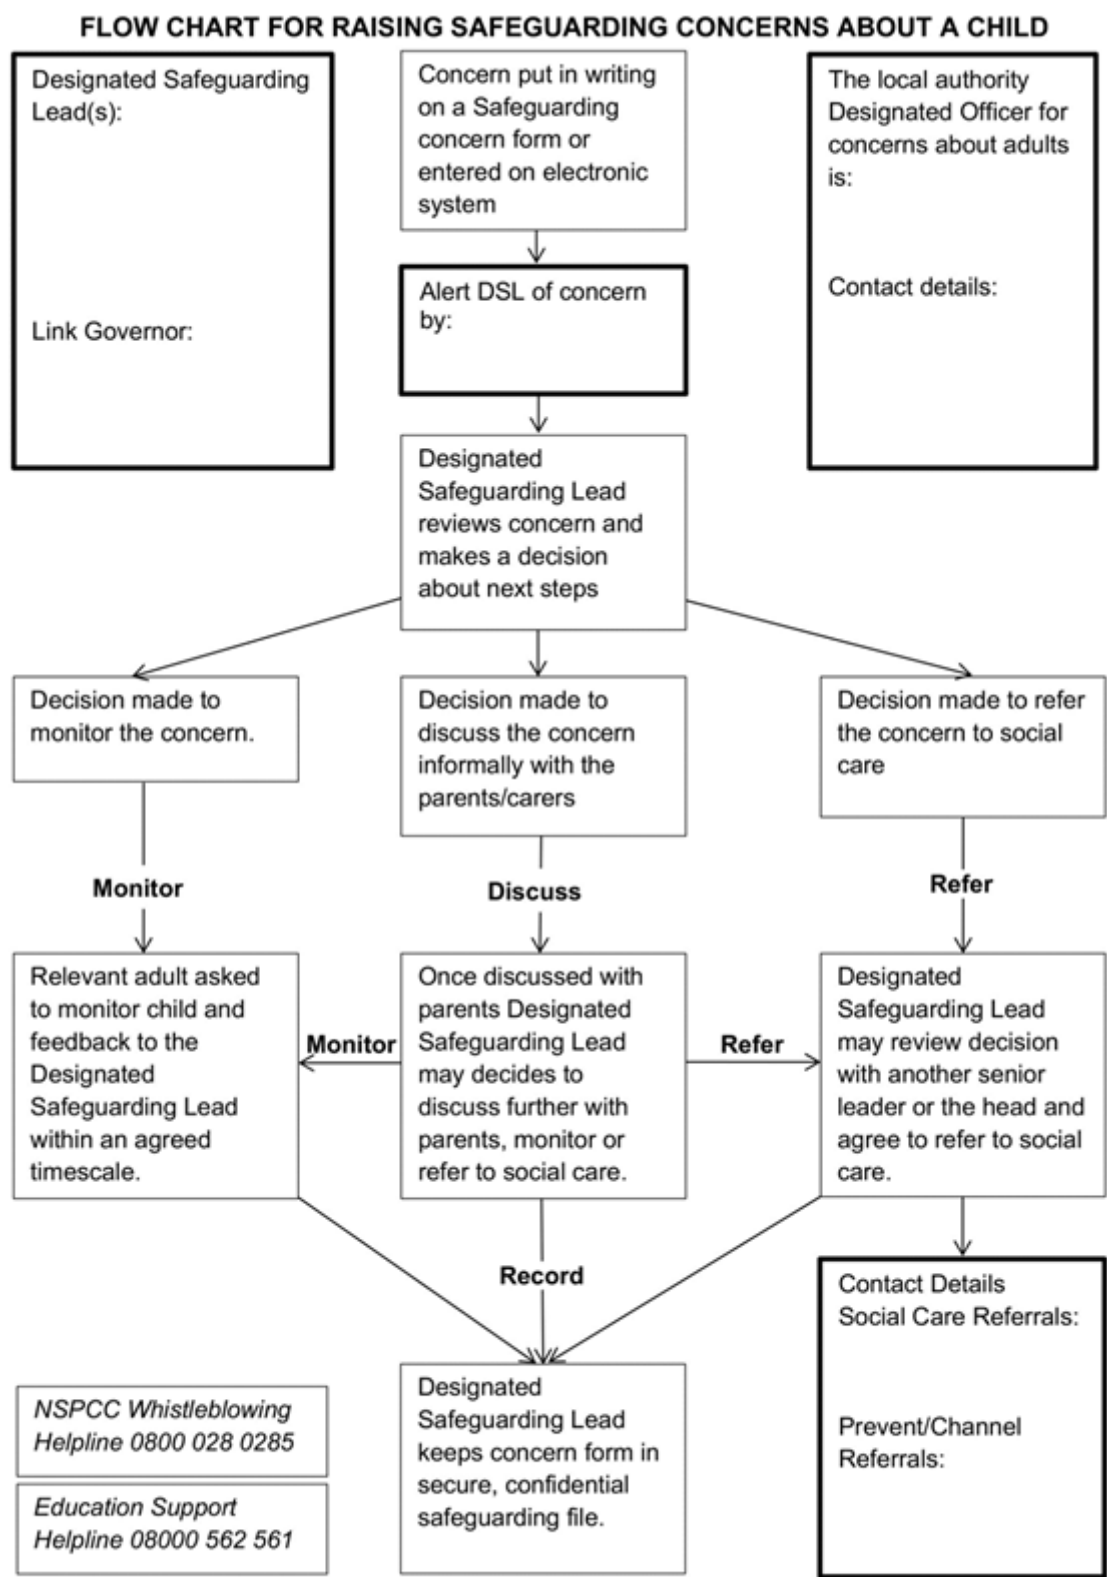 FLOW CHART FOR RAISING SAFEGUARDING CONCERNS ABOUT A CHILD
Designated Safeguarding
Lead(s):
Link Governor:
Concern put in writing
on a Safeguarding
concern form or
entered on electronic
system
The local authority
Designated Officer for
concerns about adults
is:
Contact details:
Alert DSL of concern
by:
Designated
Safeguarding Lead
reviews concern and
makes a decision
about next steps
Decision made to
monitor the concern.
Decision made to
discuss the concern
informally with the
parents/carers
Decision made to refer
the concern to social
care
Monitor
Discuss
Refer
Relevant adult asked
to monitor child and
feedback to the
Designated
Safeguarding Lead
within an agreed
timescale.
Monitor
Once discussed with
parents Designated
Safeguarding Lead
may decides to
discuss further with
parents, monitor or
refer to social care.
Refer
Designated
Safeguarding Lead
may review decision
with another senior
leader or the head and
agree to refer to social
care.
Record
Contact Details
Social Care Referrals:
Prevent/Channel
Referrals:
Designated
Safeguarding Lead
keeps concern form in
secure, confidential
safeguarding file.
NSPCC Whistleblowing
Helpline 0800 028 0285
Education Support
Helpline 08000 562 561